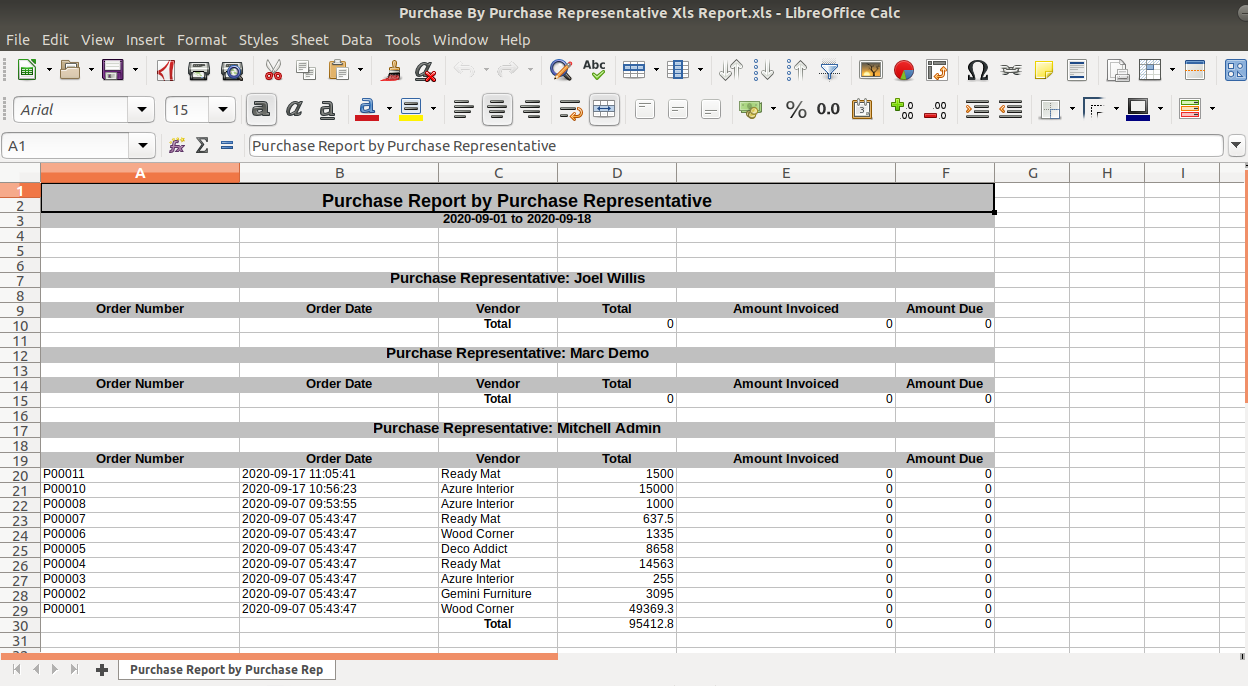 Purchase By Purchase Representative Xls Report.xls - LibreOffice Calc
File Edit View Insert Format Styles Sheet Data Tools Window Help
Abc
Arial 15 a a a a % 0.0 3 0.0 .00 .00
A1 fx Σ = Purchase Report by Purchase Representative
A B C D E F G H I
1
2 Purchase Report by Purchase Representative
3 2020-09-01 to 2020-09-18
4
5
6
7 Purchase Representative: Joel Willis
8
9 Order Number Order Date Vendor Total Amount Invoiced Amount Due
10 Total 0 0 0
11
12 Purchase Representative: Marc Demo
13
14 Order Number Order Date Vendor Total Amount Invoiced Amount Due
15 Total 0 0 0
16
17 Purchase Representative: Mitchell Admin
18
19 Order Number Order Date Vendor Total Amount Invoiced Amount Due
20 P00011 2020-09-17 11:05:41 Ready Mat 1500 0 0
21 P00010 2020-09-17 10:56:23 Azure Interior 15000 0 0
22 P00008 2020-09-07 09:53:55 Azure Interior 1000 0 0
23 P00007 2020-09-07 05:43:47 Ready Mat 637.5 0 0
24 P00006 2020-09-07 05:43:47 Wood Corner 1335 0 0
25 P00005 2020-09-07 05:43:47 Deco Addict 8658 0 0
26 P00004 2020-09-07 05:43:47 Ready Mat 14563 0 0
27 P00003 2020-09-07 05:43:47 Azure Interior 255 0 0
28 P00002 2020-09-07 05:43:47 Gemini Furniture 3095 0 0
29 P00001 2020-09-07 05:43:47 Wood Corner 49369.3 0 0
30 Total 95412.8 0 0
31
Purchase Report by Purchase Rep